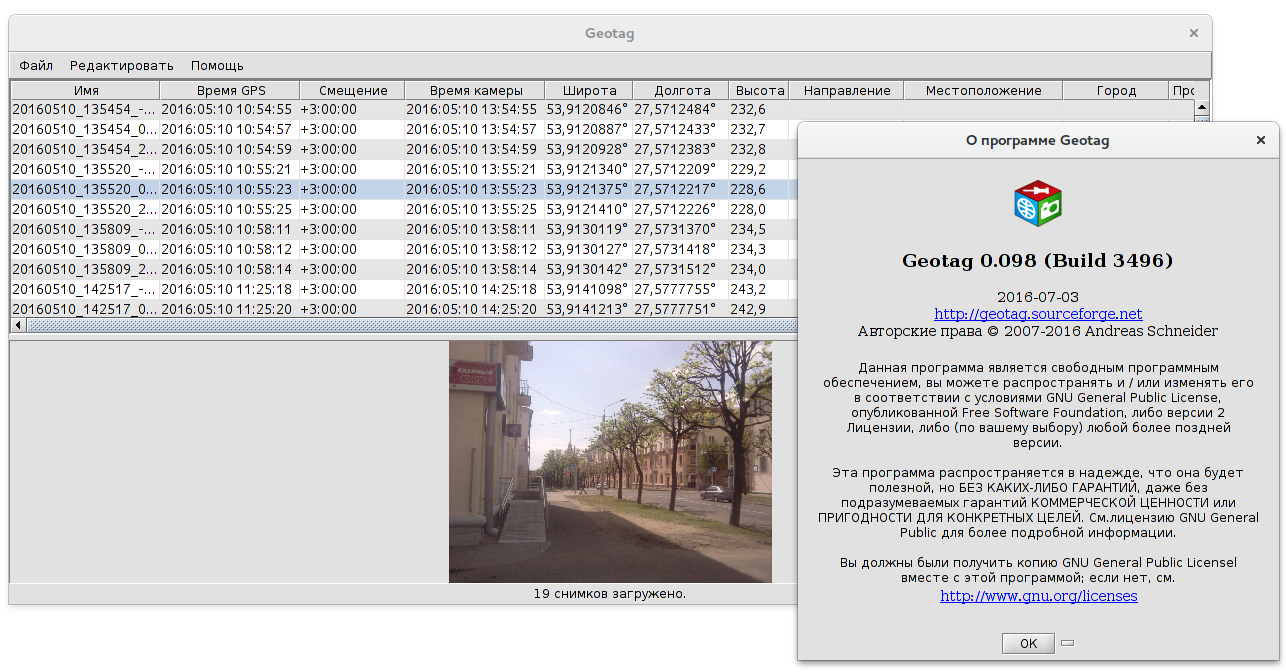 Geotag
Файл Редактировать Помощь
Имя Время GPS Смещение Время камеры Широта Долгота Высота Направление Местоположение Город Прс
20160510_135454_-... 2016:05:10 10:54:55 +3:00:00 2016:05:10 13:54:55 53,9120846° 27,5712484° 232,6
20160510_135454_0... 2016:05:10 10:54:57 +3:00:00 2016:05:10 13:54:57 53,9120887° 27,5712433° 232,7
20160510_135454_2... 2016:05:10 10:54:59 +3:00:00 2016:05:10 13:54:59 53,9120928° 27,5712383° 232,8
20160510_135520_-... 2016:05:10 10:55:21 +3:00:00 2016:05:10 13:55:21 53,9121340° 27,5712209° 229,2
20160510_135520_0... 2016:05:10 10:55:23 +3:00:00 2016:05:10 13:55:23 53,9121375° 27,5712217° 228,6
20160510_135520_2... 2016:05:10 10:55:25 +3:00:00 2016:05:10 13:55:25 53,9121410° 27,5712226° 228,0
20160510_135809_-... 2016:05:10 10:58:11 +3:00:00 2016:05:10 13:58:11 53,9130119° 27,5731370° 234,5
20160510_135809_0... 2016:05:10 10:58:12 +3:00:00 2016:05:10 13:58:12 53,9130127° 27,5731418° 234,3
20160510_135809_2... 2016:05:10 10:58:14 +3:00:00 2016:05:10 13:58:14 53,9130142° 27,5731512° 234,0
20160510_142517_-... 2016:05:10 11:25:18 +3:00:00 2016:05:10 14:25:18 53,9141098° 27,5777755° 243,2
20160510_142517_0... 2016:05:10 11:25:20 +3:00:00 2016:05:10 14:25:20 53,9141213° 27,5777751° 242,9
19 снимков загружено.
О программе Geotag
Geotag 0.098 (Build 3496)
2016-07-03
http://geotag.sourceforge.net
Авторские права © 2007-2016 Andreas Schneider
Данная программа является свободным программным
обеспечением, вы можете распространять и / или изменять его
в соответствии с условиями GNU General Public License,
опубликованной Free Software Foundation, либо версии 2
Лицензии, либо (по вашему выбору) любой более поздней
версии.
Эта программа распространяется в надежде, что она будет
полезной, но БЕЗ КАКИХ-ЛИБО ГАРАНТИЙ, даже без
подразумеваемых гарантий КОММЕРЧЕСКОЙ ЦЕННОСТИ или
ПРИГОДНОСТИ ДЛЯ КОНКРЕТНЫХ ЦЕЛЕЙ. См.лицензию GNU General
Public для более подробной информации.
Вы должны были получить копию GNU General Public Licensel
вместе с этой программой; если нет, см.
http://www.gnu.org/licenses
OK